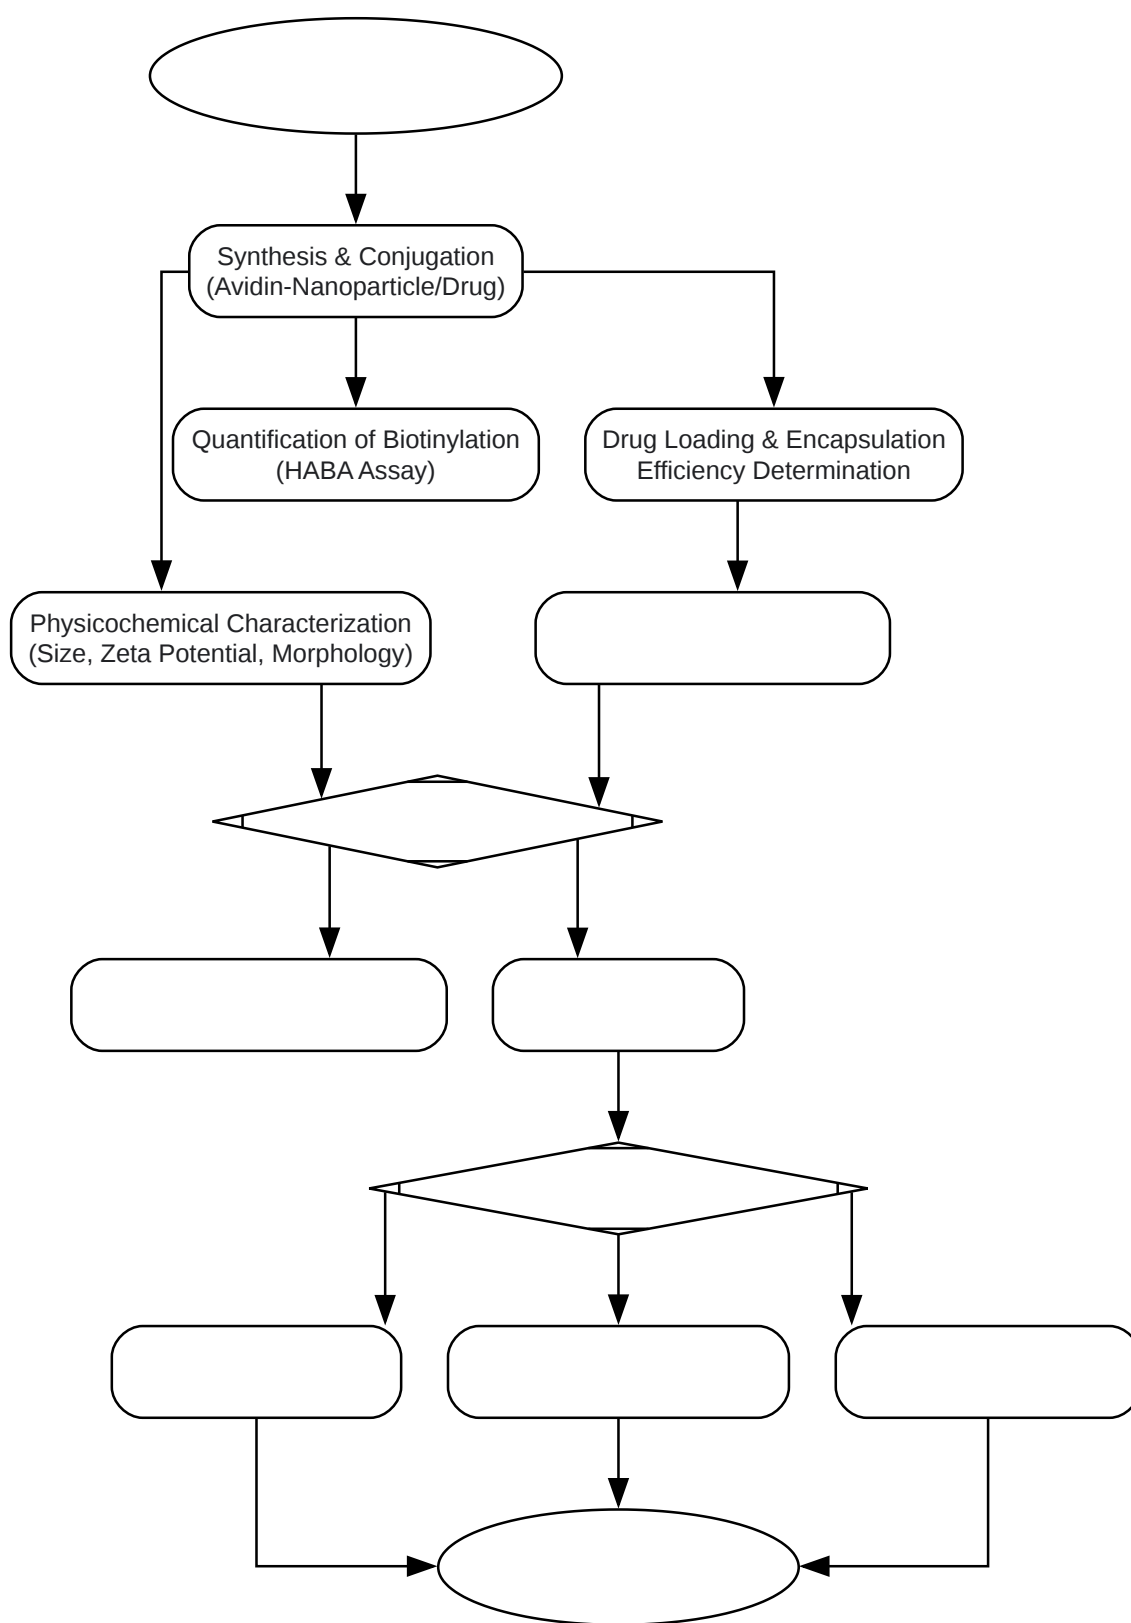 Synthesis & Conjugation
(Avidin-Nanoparticle/Drug)
Quantification of Biotinylation
(HABA Assay)
Drug Loading & Encapsulation
Efficiency Determination
Physicochemical Characterization
(Size, Zeta Potential, Morphology)